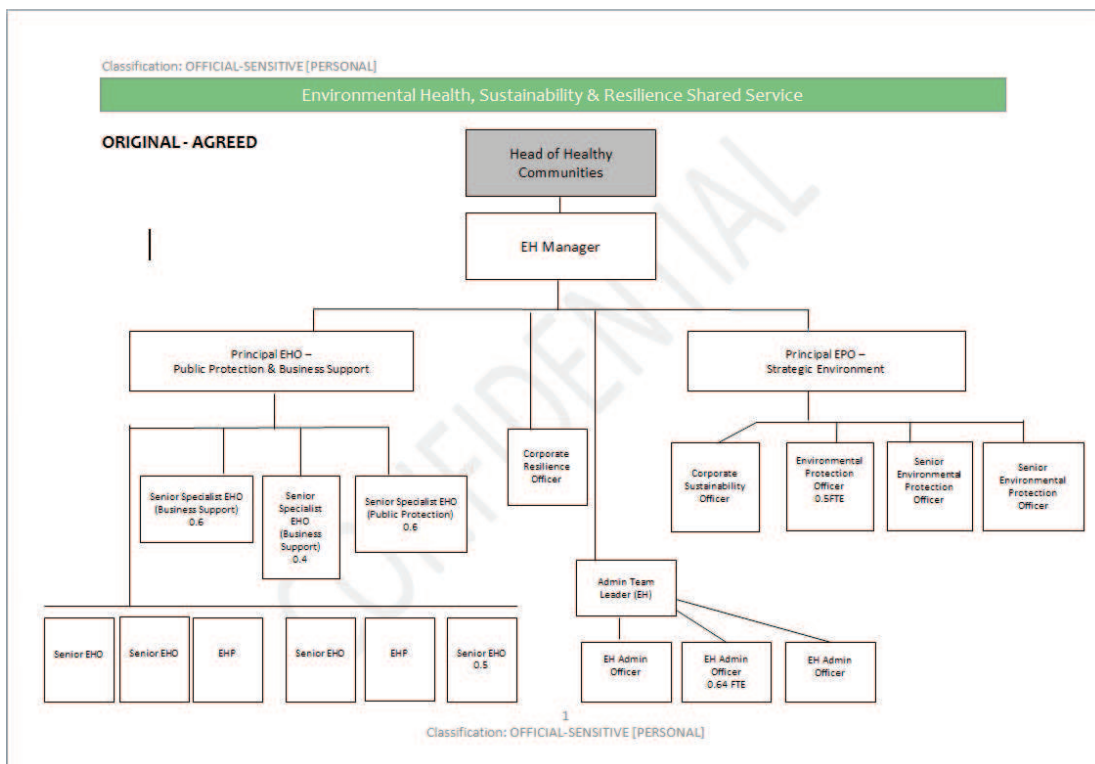 Classification: OFFICIAL-SENSITIVE [PERSONAL]
Environmental Health, Sustainability & Resilience Shared Service
ORIGINAL - AGREED
CONFIDENTIAL
Head of Healthy
Communities
EH Manager
Principal EHO –
Public Protection & Business Support
Principal EPO –
Strategic Environment
Senior Specialist EHO
(Business Support)
0.6
Senior
Specialist
EHO
(Business
Support)
0.4
Senior Specialist EHO
(Public Protection)
0.6
Corporate
Resilience
Officer
Corporate
Sustainability
Officer
Environmental
Protection
Officer
0.5FTE
Senior
Environmental
Protection
Officer
Senior
Environmental
Protection
Officer
Admin Team
Leader (EH)
Senior EHO
Senior EHO
EHP
Senior EHO
EHP
Senior EHO
0.5
EH Admin
Officer
EH Admin
Officer
0.64 FTE
EH Admin
Officer
1
Classification: OFFICIAL-SENSITIVE [PERSONAL]